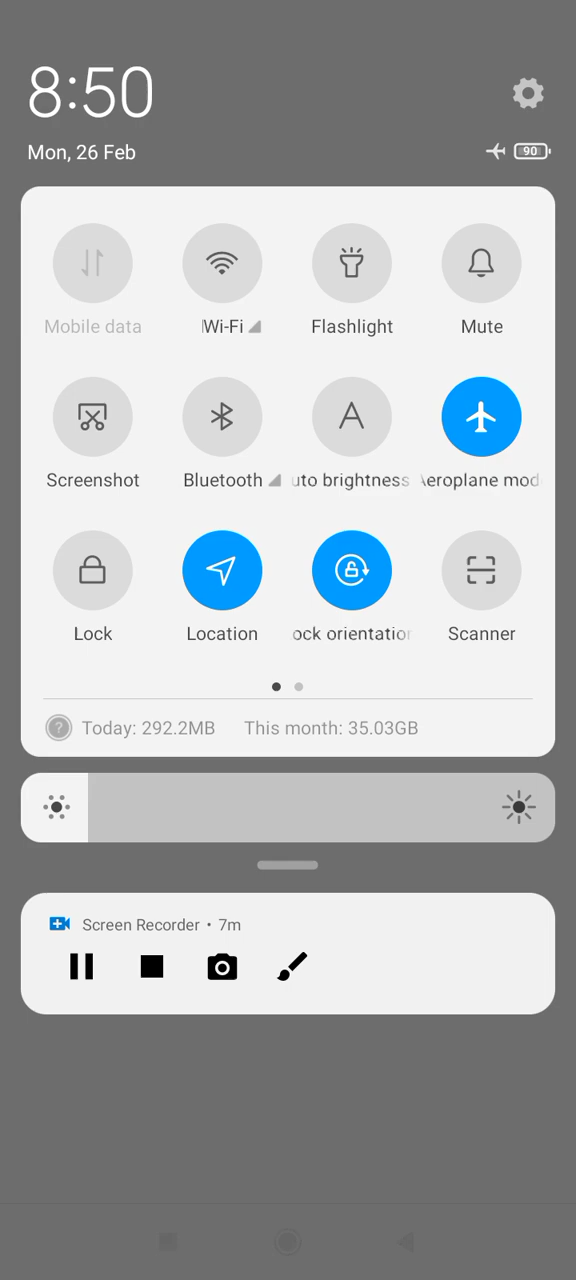 8:50
Mon, 26 Feb
90
Mobile data
Wi-Fi
Flashlight
Mute
Screenshot
Bluetooth
uto brightness
Aeroplane mod
Lock
Location
ock orientation
Scanner
? Today: 292.2MB This month: 35.03GB
Screen Recorder • 7m